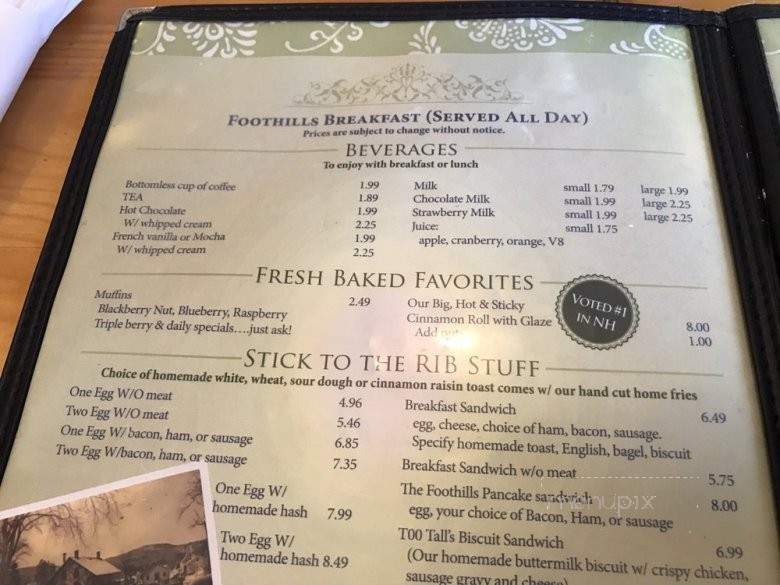 FOOTHILLS BREAKFAST (SERVED ALL DAY)
Prices are subject to change without notice.
BEVERAGES
To enjoy with breakfast or lunch
Bottomless cup of coffee 1.99
TEA 1.89
Hot Chocolate 1.99
W/ whipped cream 2.25
French vanilla or Mocha 1.99
W/ whipped cream 2.25
Milk small 1.79 large 1.99
Chocolate Milk small 1.99 large 2.25
Strawberry Milk small 1.99 large 2.25
Juice: small 1.75
apple, cranberry, orange, V8
FRESH BAKED FAVORITES
Muffins 2.49
Blackberry Nut, Blueberry, Raspberry
Triple berry & daily specials....just ask!
Our Big, Hot & Sticky
Cinnamon Roll with Glaze 8.00
Add 1.00
VOTED #1
IN NH
STICK TO THE RIB STUFF
Choice of homemade white, wheat, sour dough or cinnamon raisin toast comes w/ our hand cut home fries
One Egg W/O meat 4.96
Two Egg W/O meat 5.46
One Egg W/ bacon, ham, or sausage 6.85
Two Egg W/bacon, ham, or sausage 7.35
One Egg W/
homemade hash 7.99
Two Egg W/
homemade hash 8.49
Breakfast Sandwich 6.49
egg, cheese, choice of ham, bacon, sausage.
Specify homemade toast, English, bagel, biscuit
Breakfast Sandwich w/o meat 5.75
The Foothills Pancake sandwich 8.00
egg, your choice of Bacon, Ham, or sausage
T00 Tall's Biscuit Sandwich 6.99
(Our homemade buttermilk biscuit w/ crispy chicken,
sausage gravy and cheese)
menupix